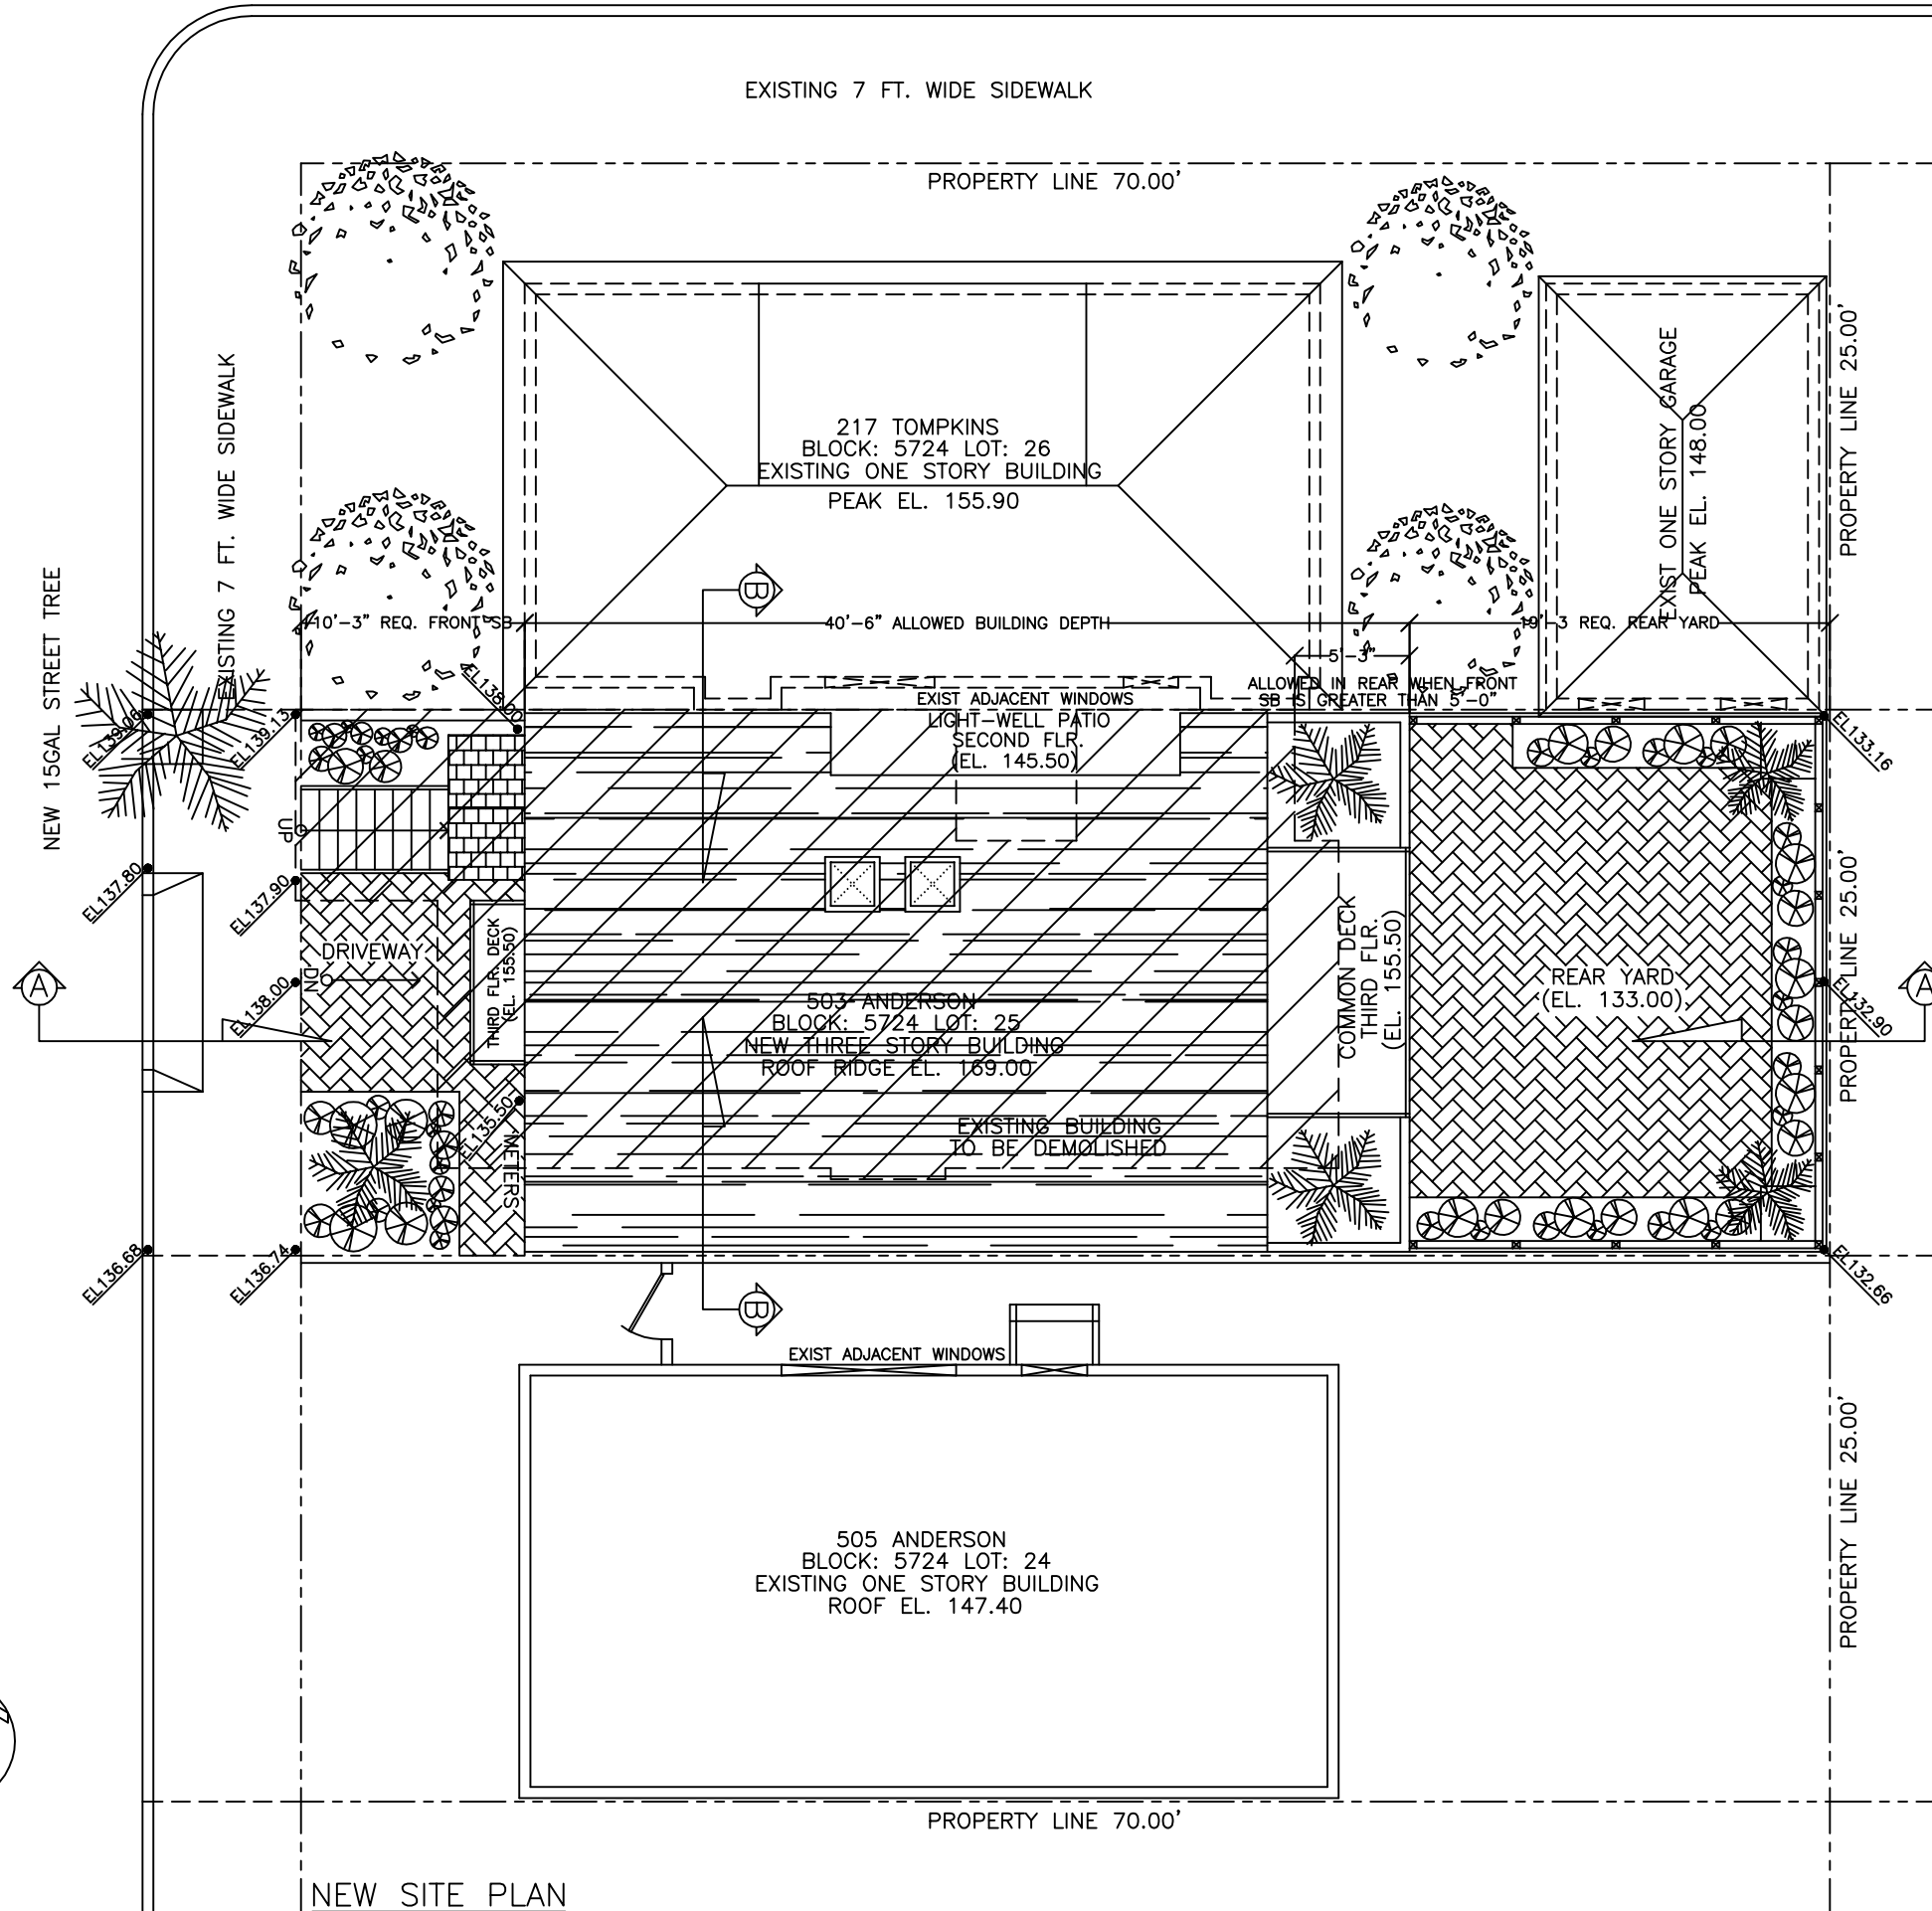 EXISTING 7 FT. WIDE SIDEWALK
PROPERTY LINE 70.00'
EXISTING 7 FT. WIDE SIDEWALK
NEW 15GAL STREET TREE
217 TOMPKINS
BLOCK: 5724 LOT: 26
EXISTING ONE STORY BUILDING
PEAK EL. 155.90
EXIST ONE STORY GARAGE
PEAK EL. 148.00
PROPERTY LINE 25.00'
B
10'-3" REQ. FRONT SB
40'-6" ALLOWED BUILDING DEPTH
19'-3 REQ. REAR YARD
5'-3"
ALLOWED IN REAR WHEN FRONT
SB IS GREATER THAN 5'-0"
EXIST ADJACENT WINDOWS
LIGHT-WELL PATIO
SECOND FLR.
(EL. 145.50)
EL139.06
EL139.13
EL138.00
EL133.16
UP
EL137.80
EL137.90
DRIVEWAY
DN
EL138.00
THIRD FLR. DECK
(EL. 155.50)
A
503 ANDERSON
BLOCK: 5724 LOT: 25
NEW THREE STORY BUILDING
ROOF RIDGE EL. 169.00
COMMON DECK
THIRD FLR.
(EL. 155.50)
REAR YARD
(EL. 133.00)
EL132.90
PROPERTY LINE 25.00'
A
EL135.50
METERS
EXISTING BUILDING
TO BE DEMOLISHED
EL136.68
EL136.74
EL132.66
B
EXIST ADJACENT WINDOWS
505 ANDERSON
BLOCK: 5724 LOT: 24
EXISTING ONE STORY BUILDING
ROOF EL. 147.40
PROPERTY LINE 25.00'
PROPERTY LINE 70.00'
NEW SITE PLAN